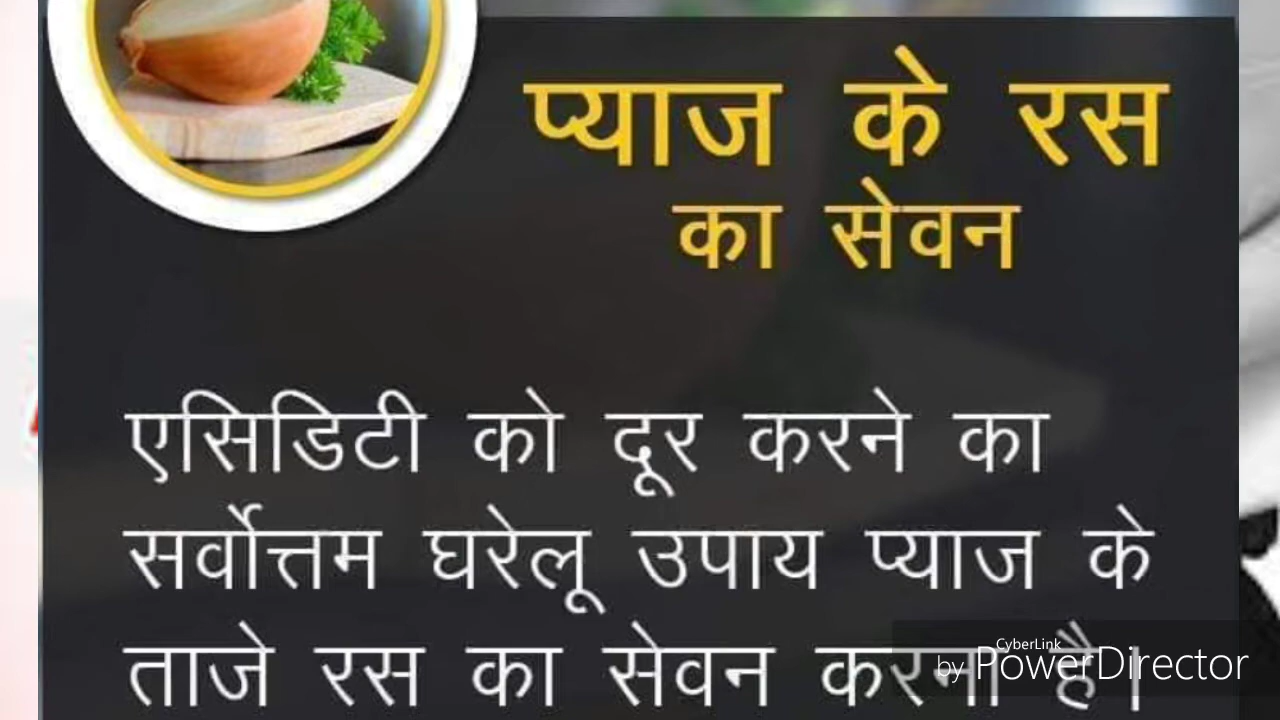 प्याज के रस
का सेवन
एसिडिटी को दूर करने का
सर्वोत्तम घरेलू उपाय प्याज के
ताजे रस का सेवन करना है।
CyberLink
by PowerDirector